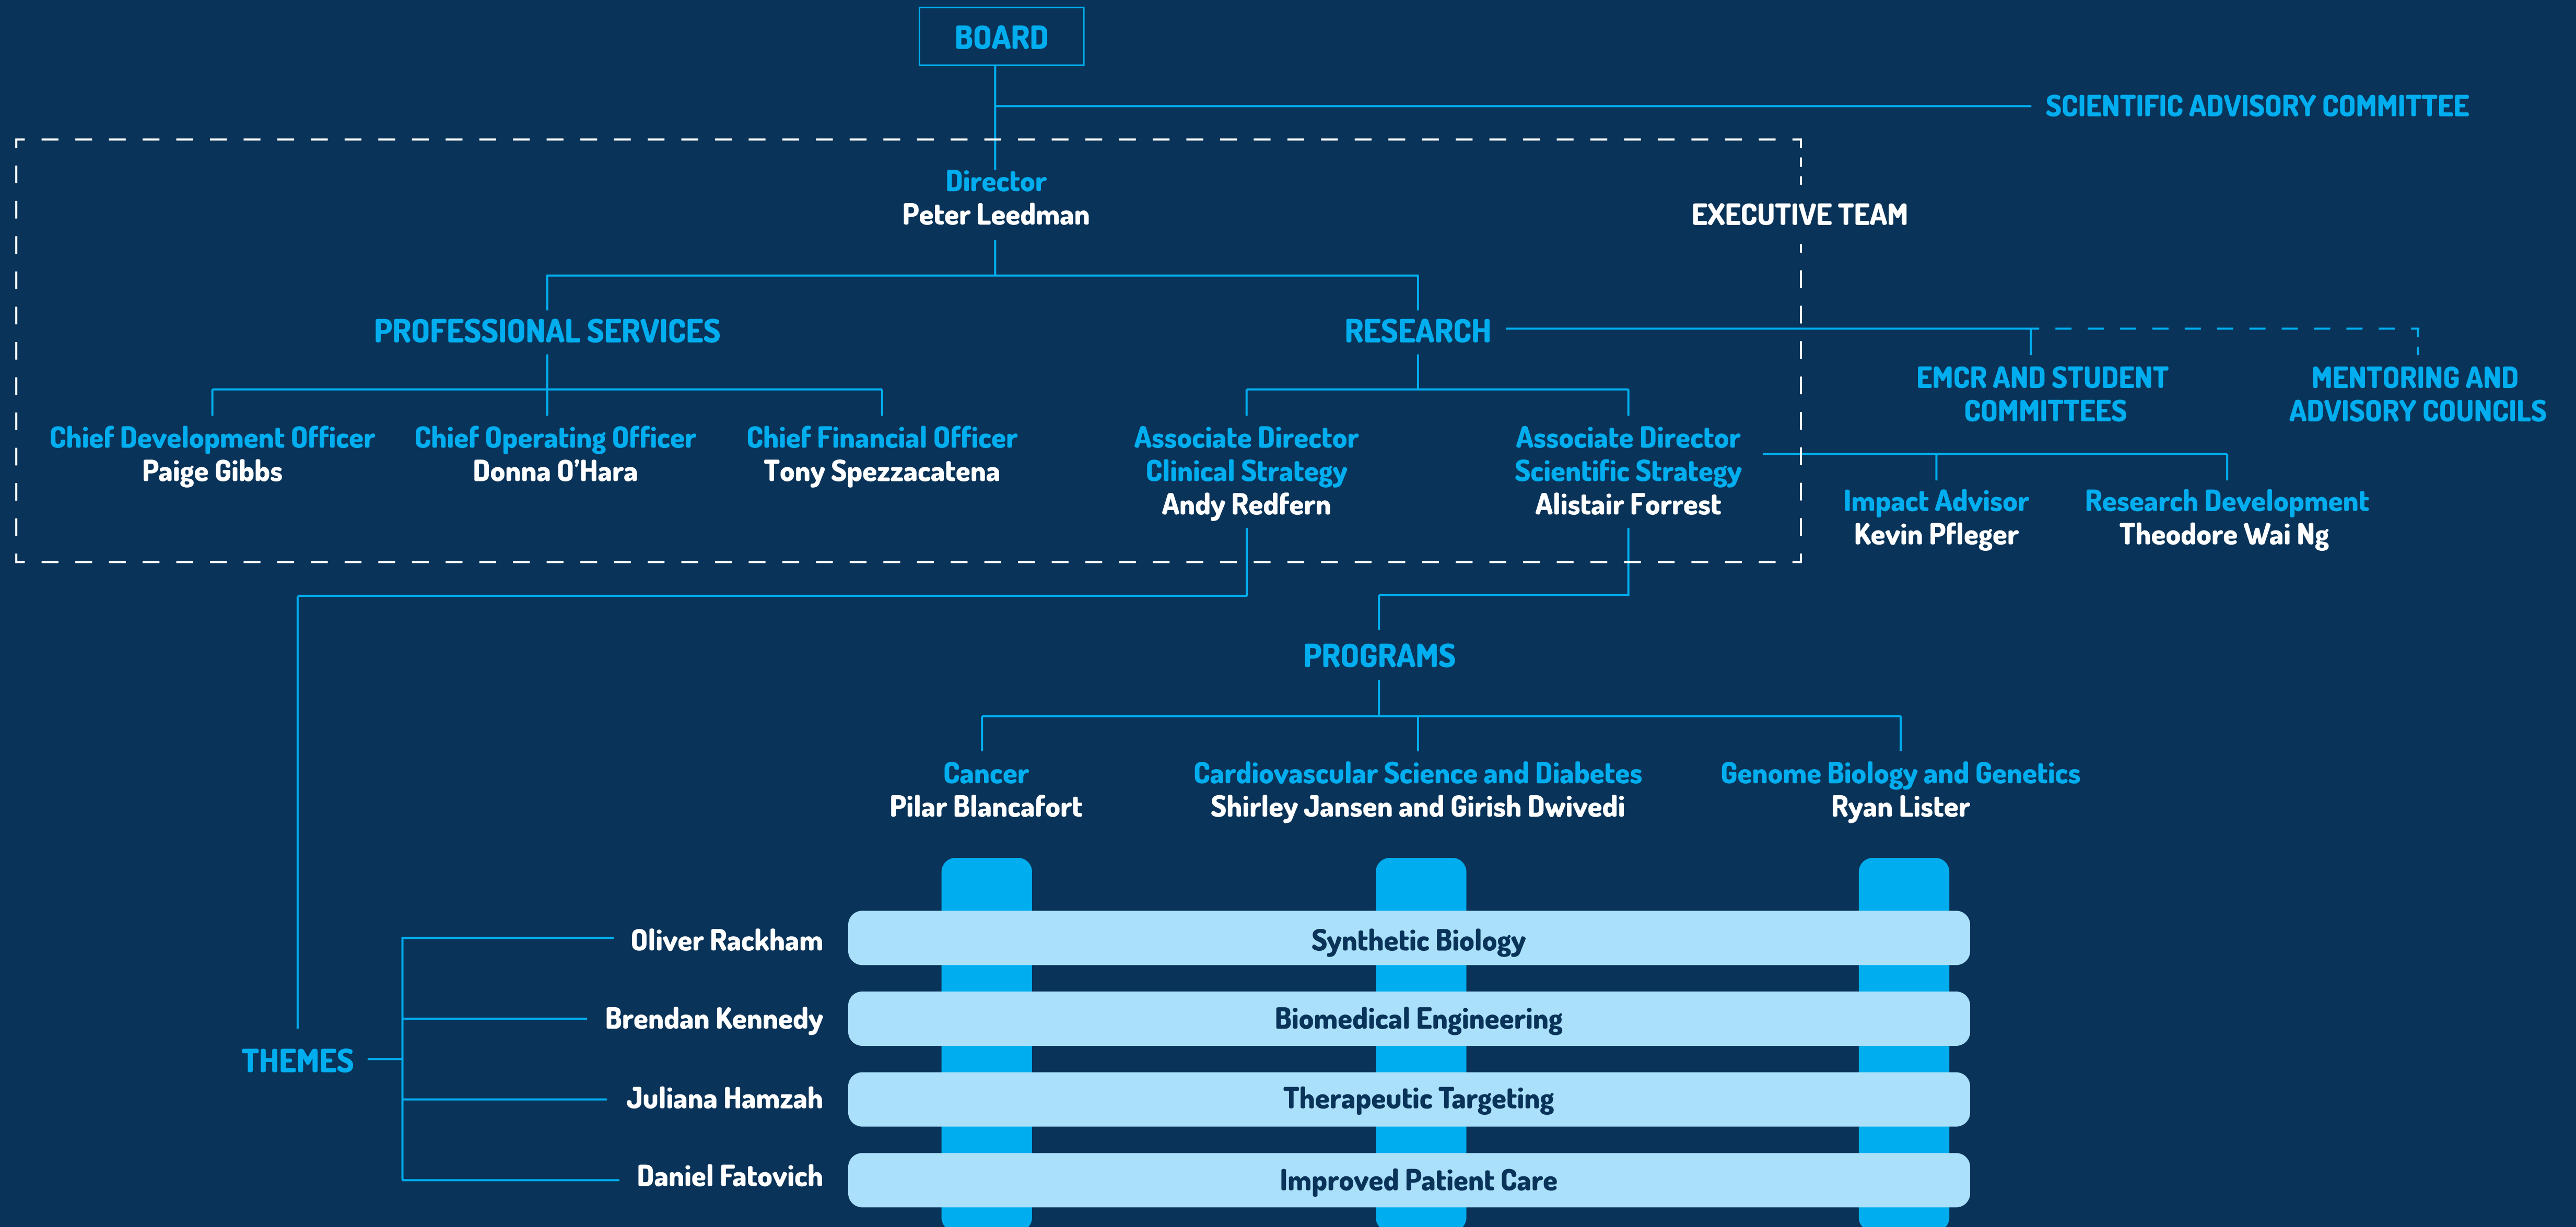 BOARD
SCIENTIFIC ADVISORY COMMITTEE
Director
Peter Leedman
EXECUTIVE TEAM
PROFESSIONAL SERVICES
RESEARCH
EMCR AND STUDENT
COMMITTEES
MENTORING AND
ADVISORY COUNCILS
Chief Development Officer
Paige Gibbs
Chief Operating Officer
Donna O’Hara
Chief Financial Officer
Tony Spezzacatena
Associate Director
Clinical Strategy
Andy Redfern
Associate Director
Scientific Strategy
Alistair Forrest
Impact Advisor
Kevin Pfleger
Research Development
Theodore Wai Ng
PROGRAMS
Cancer
Pilar Blancafort
Cardiovascular Science and Diabetes
Shirley Jansen and Girish Dwivedi
Genome Biology and Genetics
Ryan Lister
THEMES
Oliver Rackham
Synthetic Biology
Brendan Kennedy
Biomedical Engineering
Juliana Hamzah
Therapeutic Targeting
Daniel Fatovich
Improved Patient Care